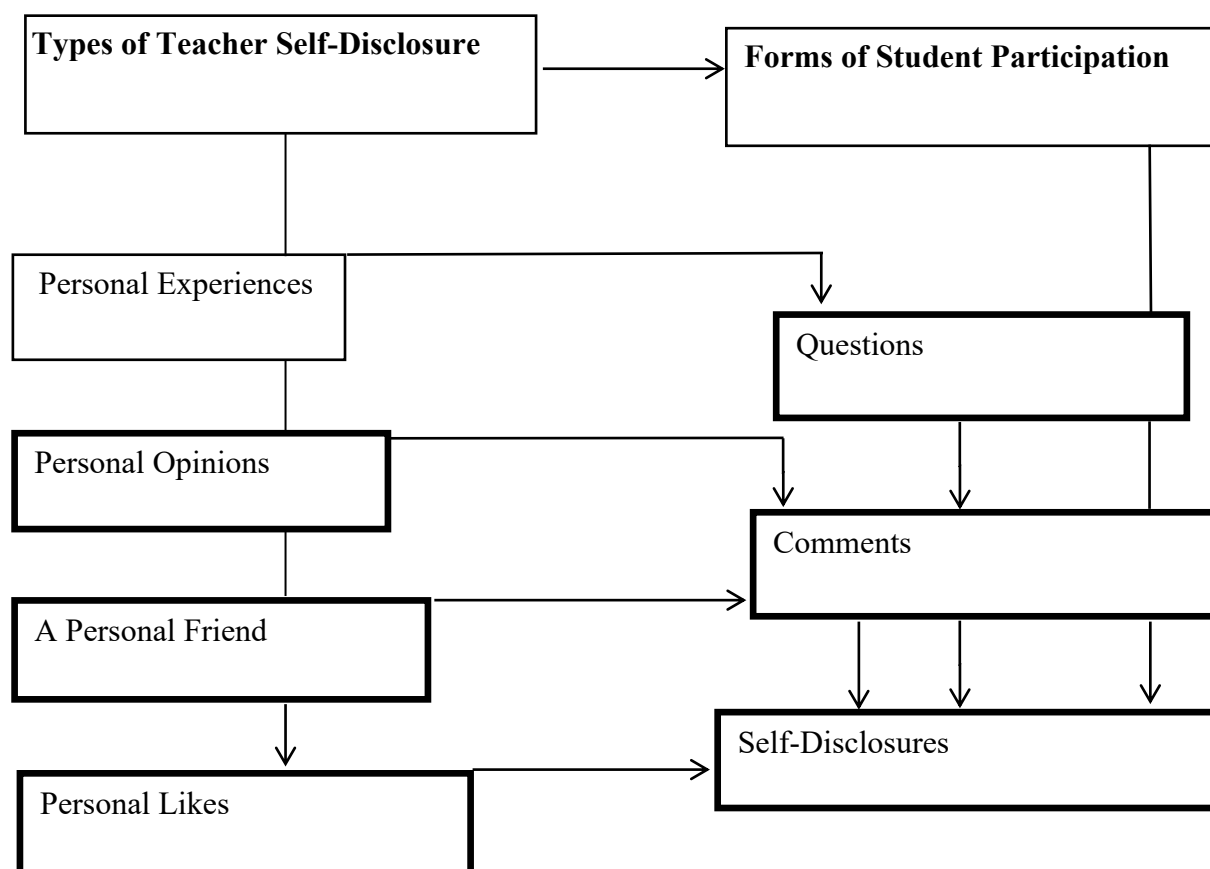 Types of Teacher Self-Disclosure
Forms of Student Participation
Personal Experiences
Questions
Personal Opinions
Comments
A Personal Friend
Self-Disclosures
Personal Likes